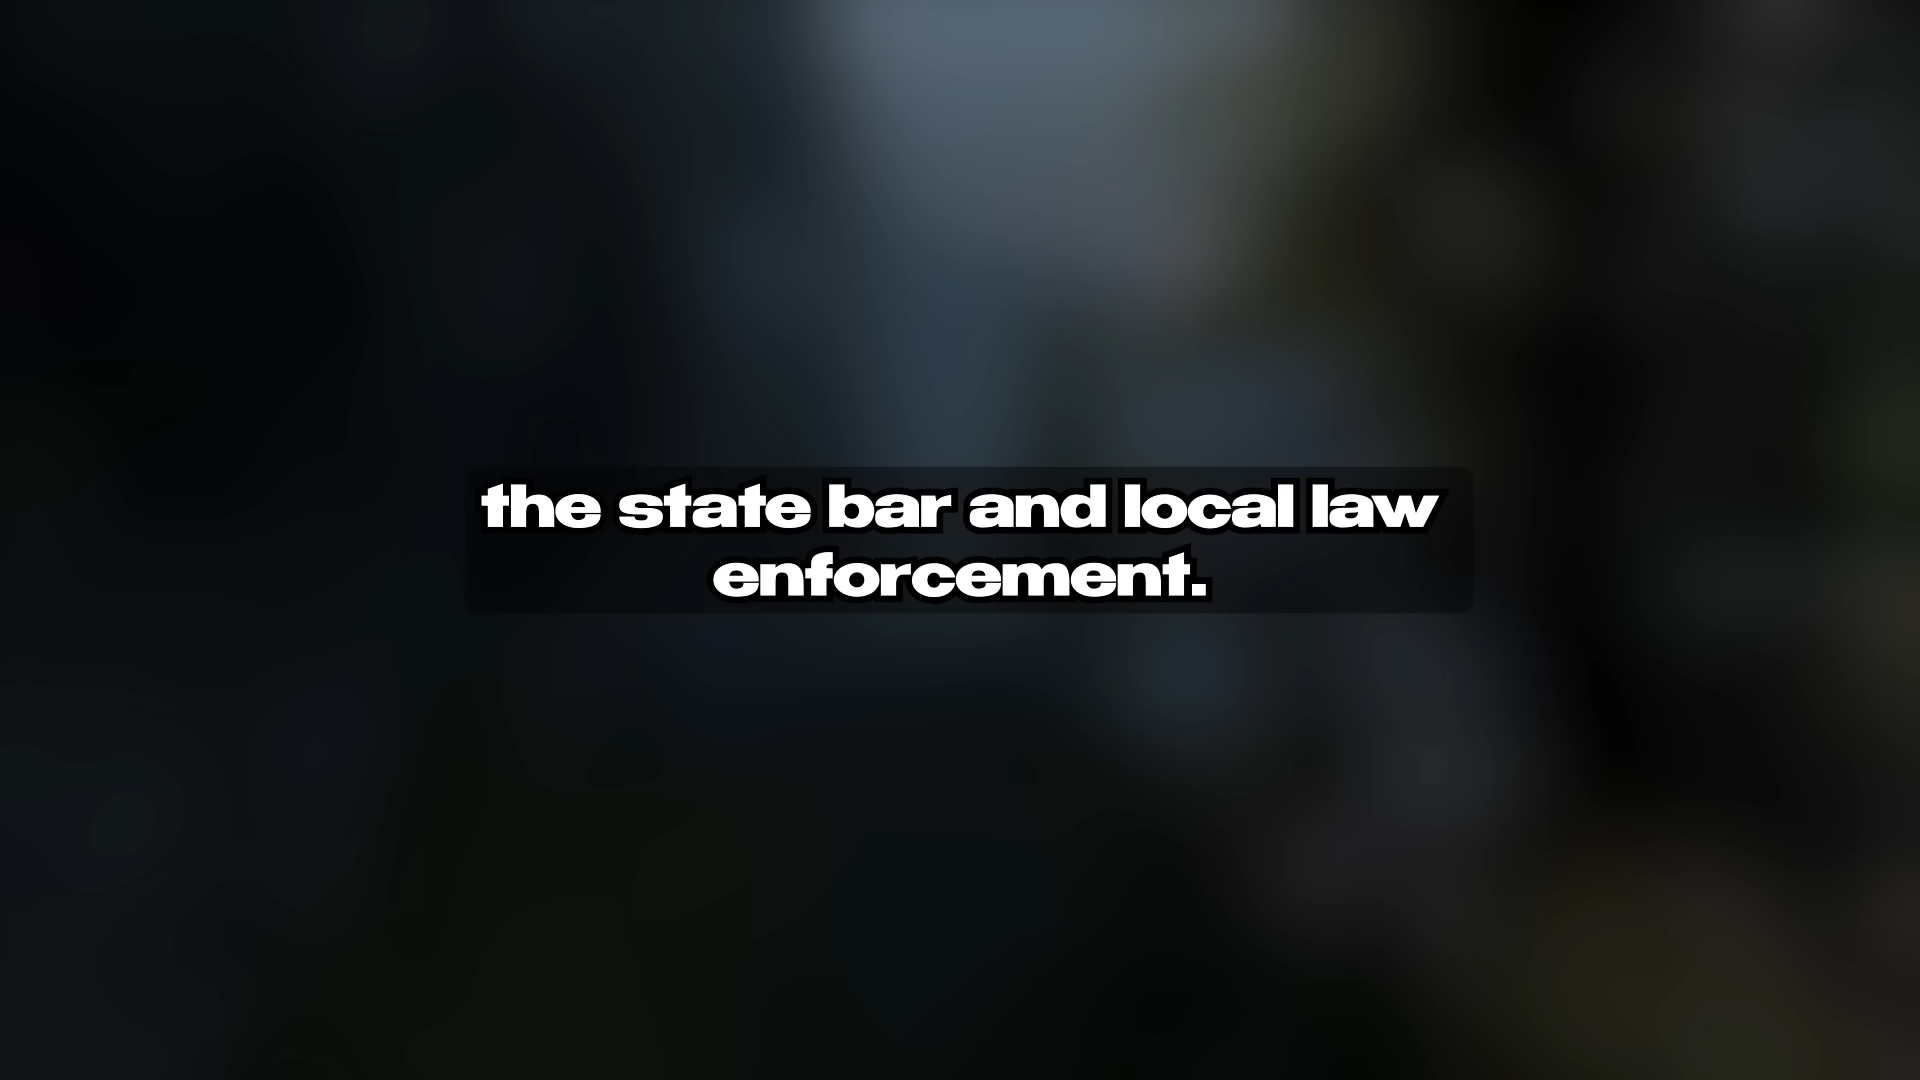 the state bar and local law
enforcement.